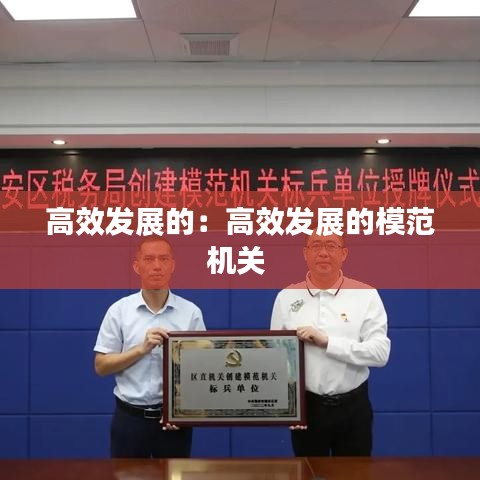 安区税务局创建模范机关标兵单位授牌仪式
高效发展的：高效发展的模范
机关
区直机关创建模范机关
标兵单位